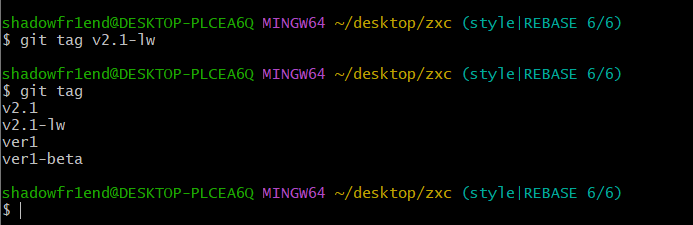 shadowfr1end@DESKTOP-PLCEA6Q MINGW64 ~/desktop/zxc (style|REBASE 6/6)
$ git tag v2.1-lw
shadowfr1end@DESKTOP-PLCEA6Q MINGW64 ~/desktop/zxc (style|REBASE 6/6)
$ git tag
v2.1
v2.1-lw
ver1
ver1-beta
shadowfr1end@DESKTOP-PLCEA6Q MINGW64 ~/desktop/zxc (style|REBASE 6/6)
$